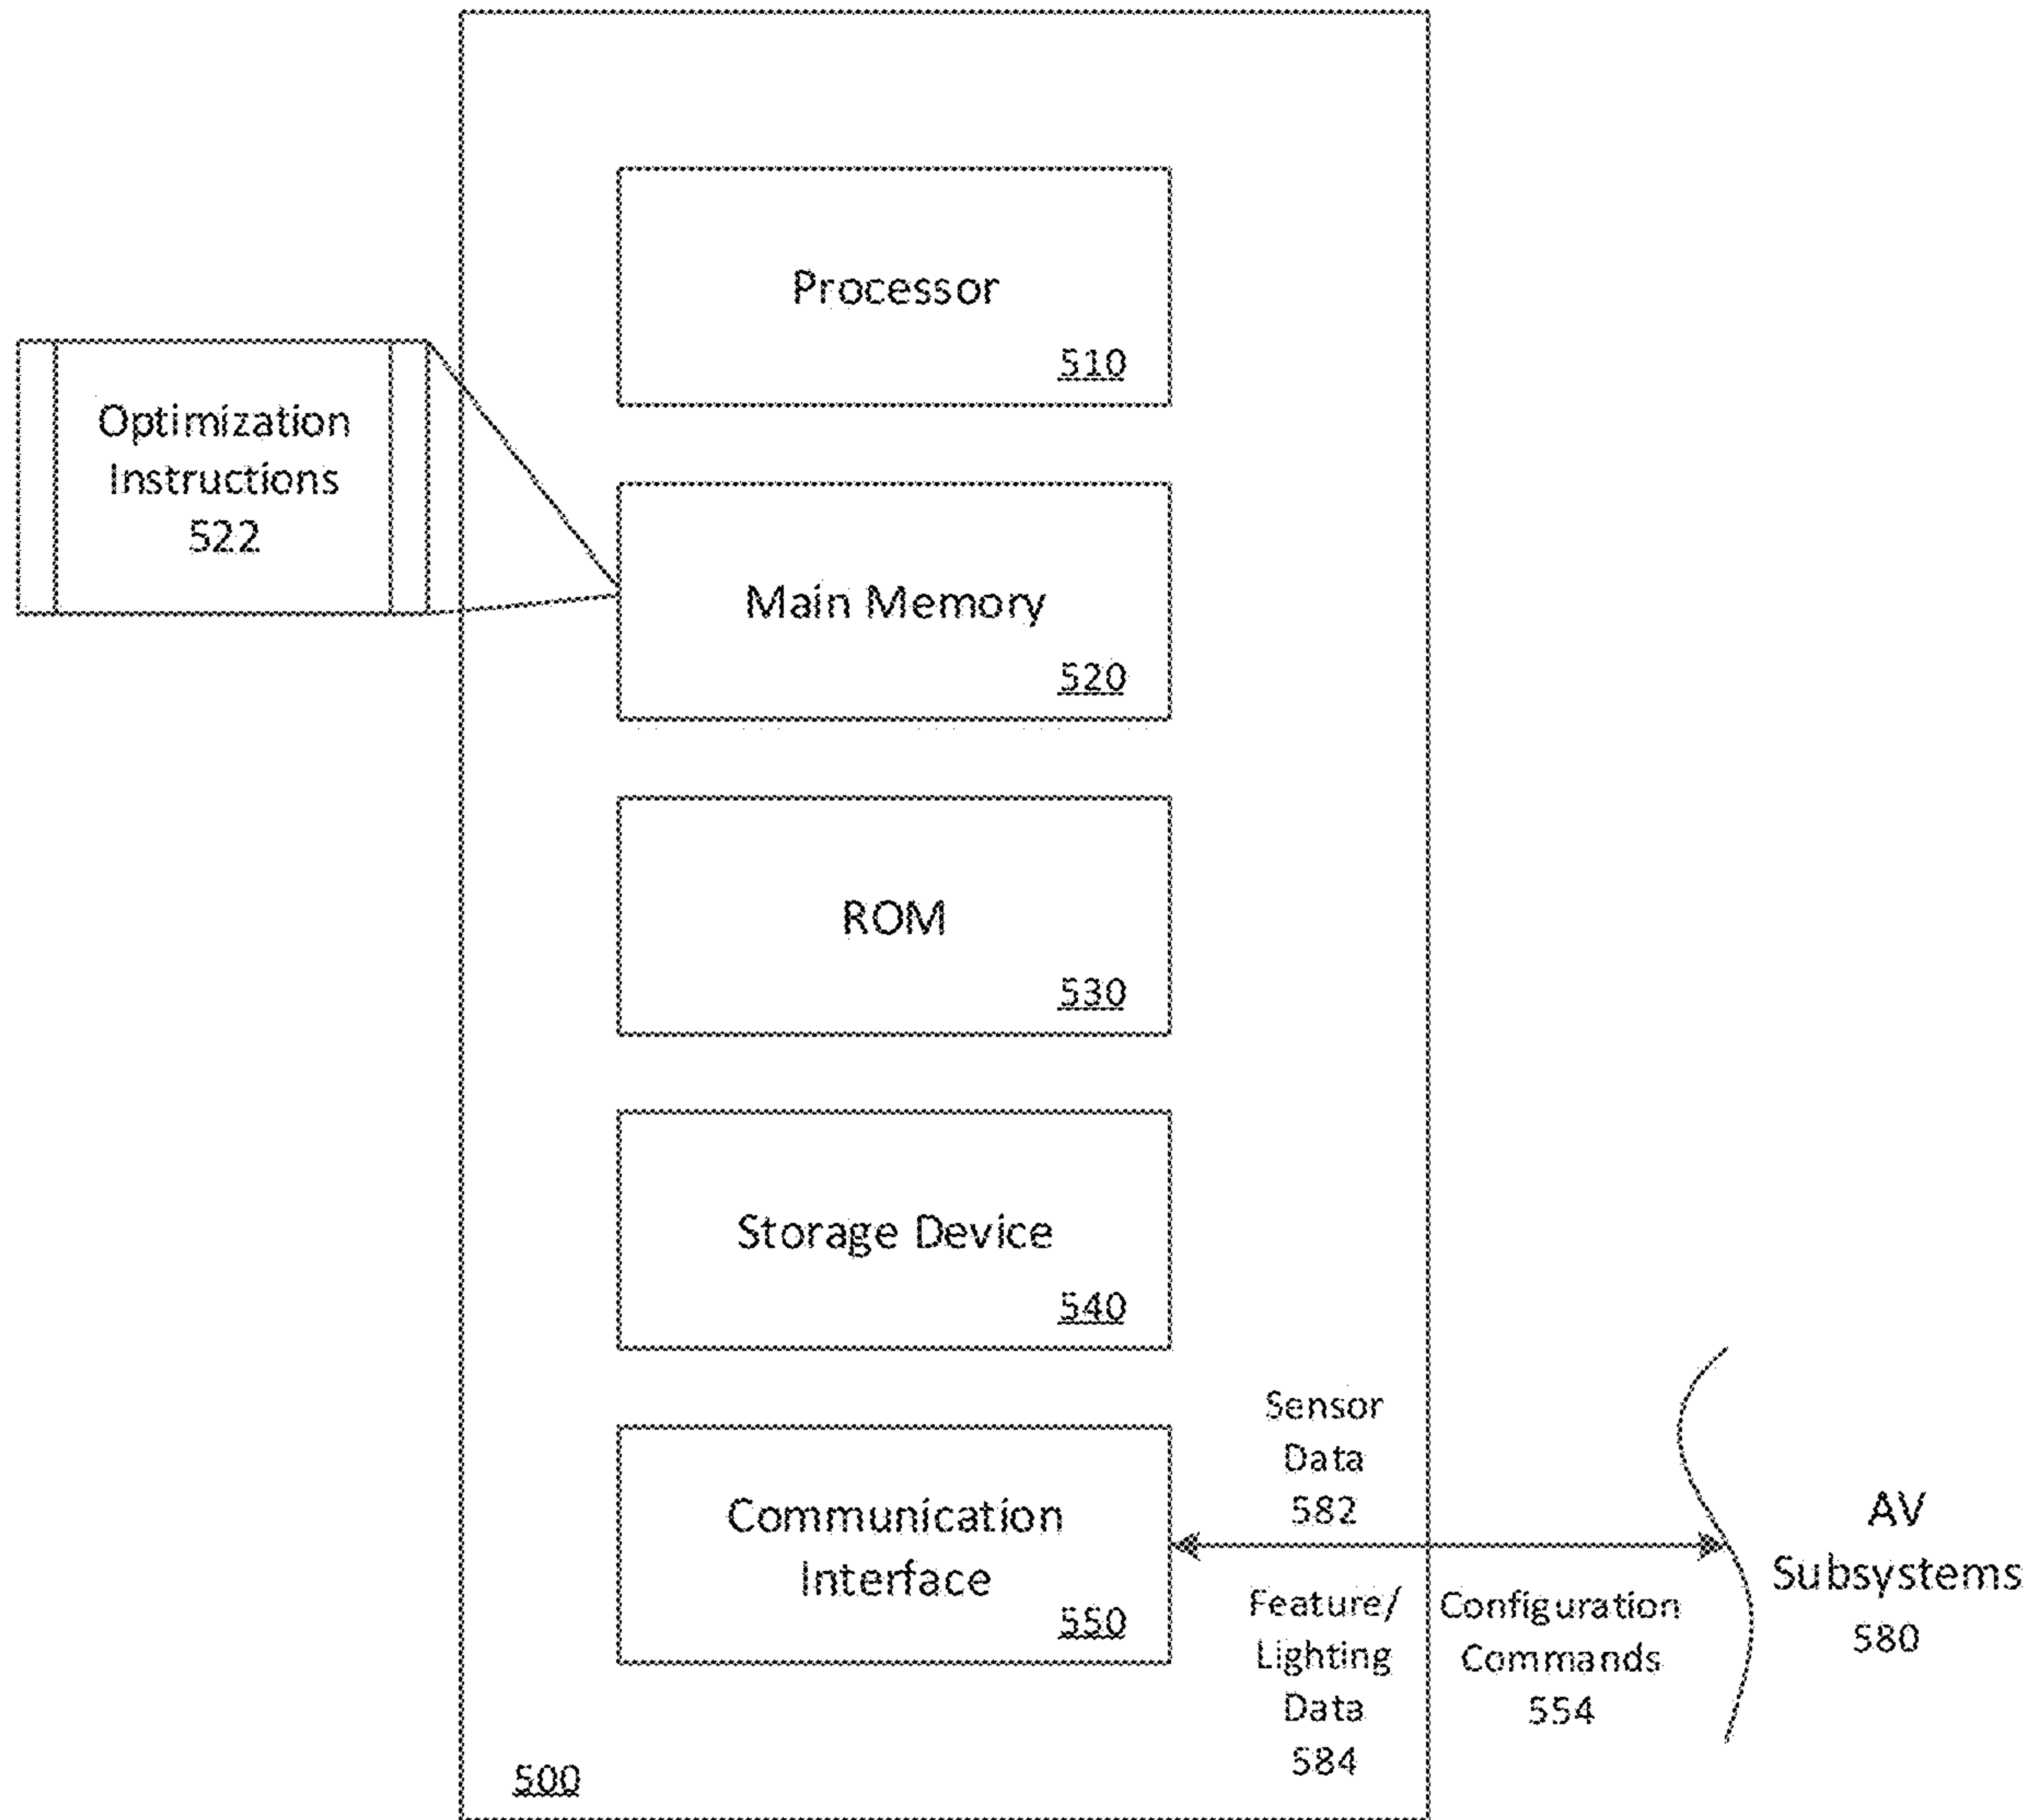 Processor
510
Optimization
Instructions
522
Main Memory
520
ROM
530
Storage Device
540
Communication
Interface
550
Sensor
Data
582
Feature/
Lighting
Data
584
Configuration
Commands
554
AV
Subsystems
580
500